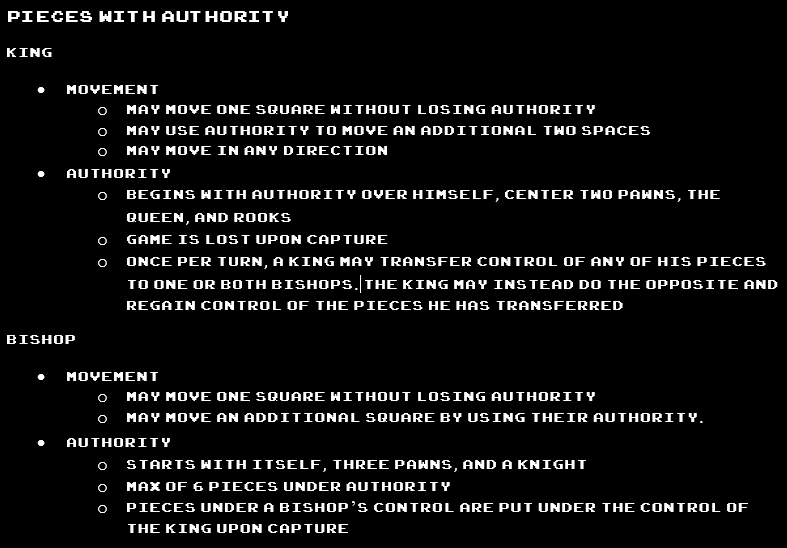 PIECES WITH AUTHORITY
KING
● MOVEMENT
○ MAY MOVE ONE SQUARE WITHOUT LOSING AUTHORITY
○ MAY USE AUTHORITY TO MOVE AN ADDITIONAL TWO SPACES
○ MAY MOVE IN ANY DIRECTION
● AUTHORITY
○ BEGINS WITH AUTHORITY OVER HIMSELF, CENTER TWO PAWNS, THE
QUEEN, AND ROOKS
○ GAME IS LOST UPON CAPTURE
○ ONCE PER TURN, A KING MAY TRANSFER CONTROL OF ANY OF HIS PIECES
TO ONE OR BOTH BISHOPS. THE KING MAY INSTEAD DO THE OPPOSITE AND
REGAIN CONTROL OF THE PIECES HE HAS TRANSFERRED
BISHOP
● MOVEMENT
○ MAY MOVE ONE SQUARE WITHOUT LOSING AUTHORITY
○ MAY MOVE AN ADDITIONAL SQUARE BY USING THEIR AUTHORITY.
● AUTHORITY
○ STARTS WITH ITSELF, THREE PAWNS, AND A KNIGHT
○ MAX OF 6 PIECES UNDER AUTHORITY
○ PIECES UNDER A BISHOP'S CONTROL ARE PUT UNDER THE CONTROL OF
THE KING UPON CAPTURE